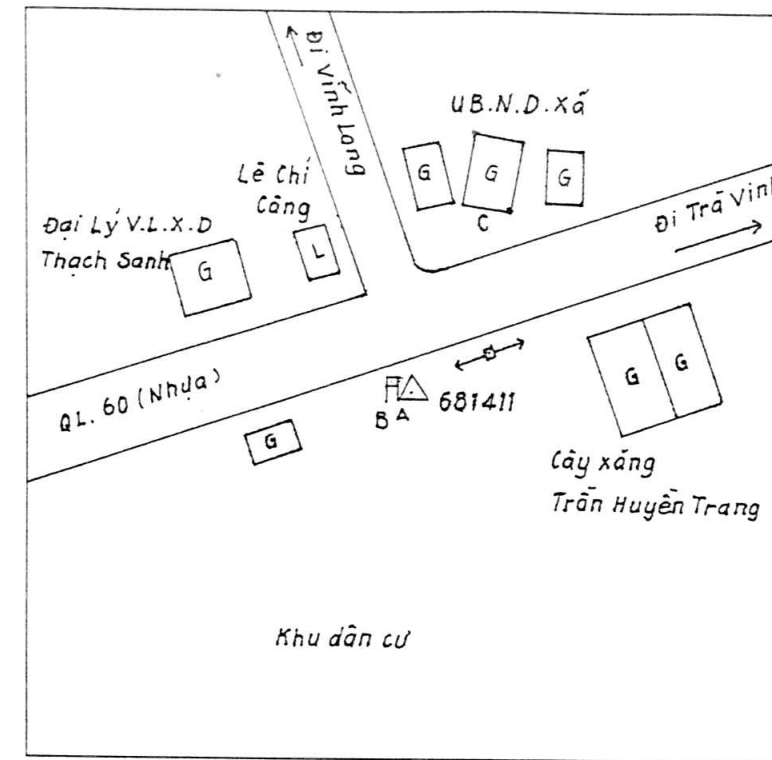 Đi Vĩnh Long
UB.N.D.Xã
G
G
G
C
Lê Chí
Công
L
Đại Lý V.L.X.D
Thạch Sanh
G
Đi Trà Vinh
QL. 60 (Nhựa)
G
B A
681411
G
G
Cây xăng
Trần Huyền Trang
Khu dân cư